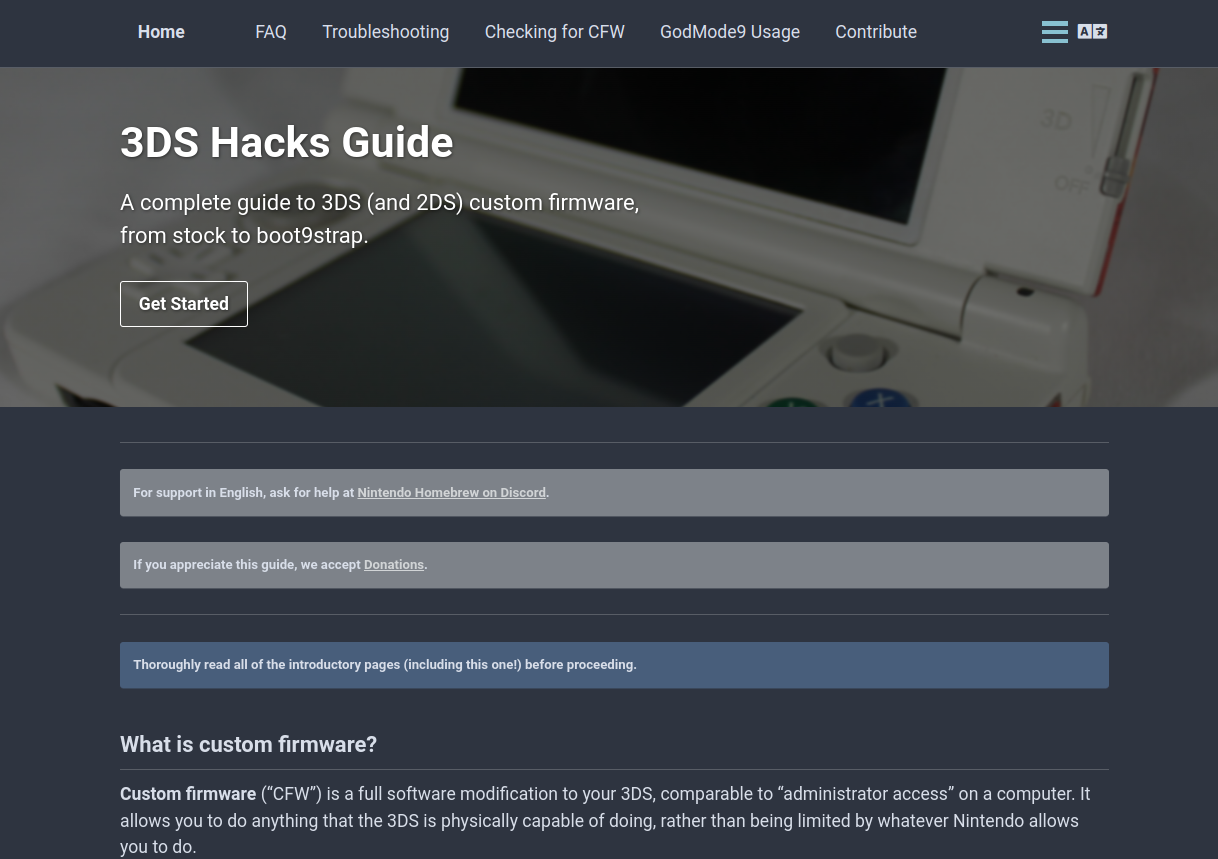 Home FAQ Troubleshooting Checking for CFW GodMode9 Usage Contribute
3DS Hacks Guide
A complete guide to 3DS (and 2DS) custom firmware,
from stock to boot9strap.
Get Started
3D
OFF
X
For support in English, ask for help at Nintendo Homebrew on Discord.
If you appreciate this guide, we accept Donations.
Thoroughly read all of the introductory pages (including this one!) before proceeding.
What is custom firmware?
Custom firmware (“CFW”) is a full software modification to your 3DS, comparable to “administrator access” on a computer. It
allows you to do anything that the 3DS is physically capable of doing, rather than being limited by whatever Nintendo allows
you to do.